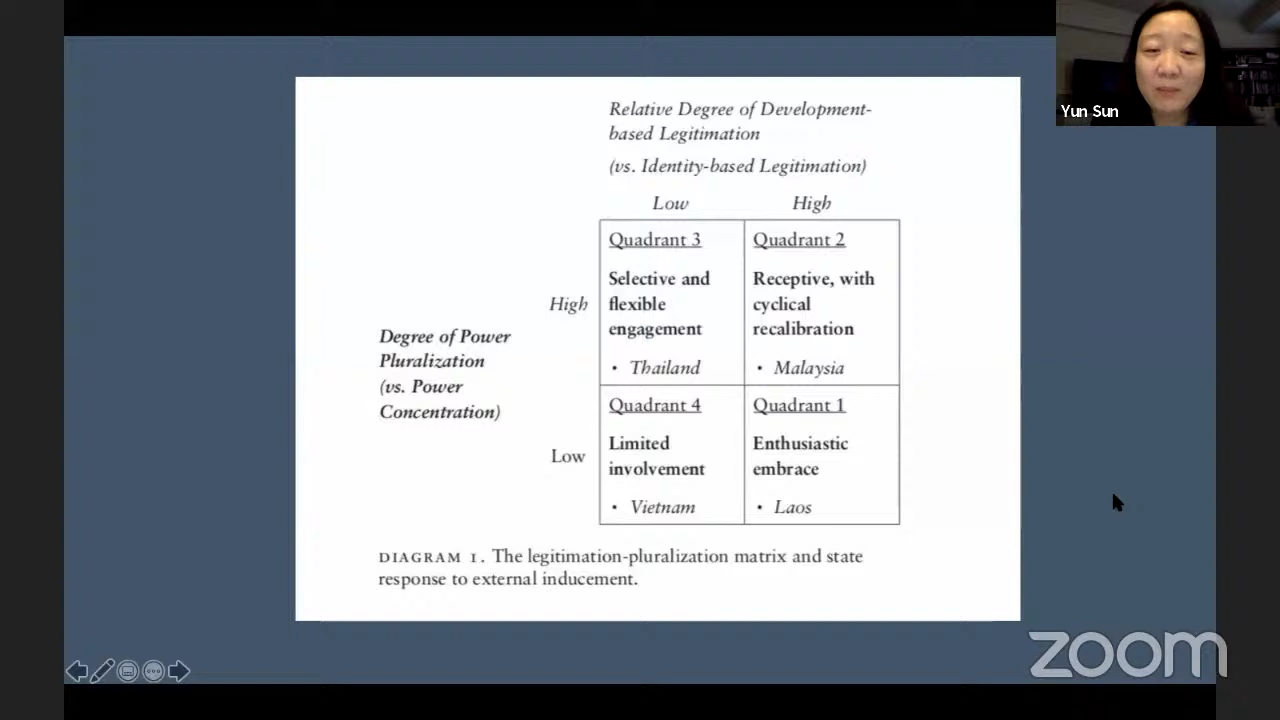 Relative Degree of Development-
based Legitimation
(vs. Identity-based Legitimation)
Low
High
Quadrant 3
Selective and
flexible
engagement
• Thailand
Quadrant 2
Receptive, with
cyclical
recalibration
• Malaysia
High
Degree of Power
Pluralization
(vs. Power
Concentration)
Quadrant 4
Limited
involvement
• Vietnam
Quadrant 1
Enthusiastic
embrace
• Laos
Low
DIAGRAM 1. The legitimation-pluralization matrix and state
response to external inducement.
Yun Sun
zoom